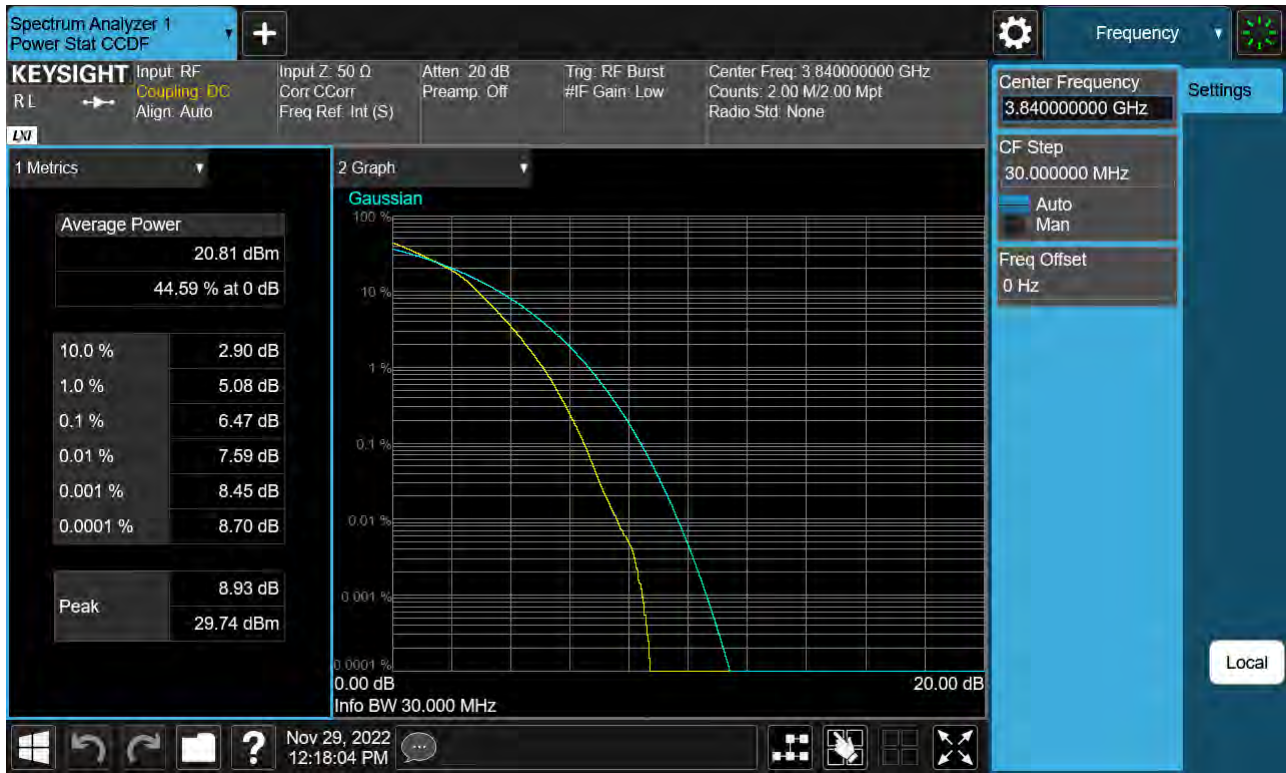 Spectrum Analyzer 1
Power Stat CCDF
Frequency
KEYSIGHT
RL
LXI
Input: RF
Coupling: DC
Align: Auto
Input Z: 50 Ω
Corr CCorr
Freq Ref: Int (S)
Atten: 20 dB
Preamp: Off
Trig: RF Burst
#IF Gain: Low
Center Freq: 3.840000000 GHz
Counts: 2.00 M/2.00 Mpt
Radio Std: None
Center Frequency
3.840000000 GHz
Settings
CF Step
30.000000 MHz
Auto
Man
Freq Offset
0 Hz
Local
1 Metrics
Average Power
20.81 dBm
44.59 % at 0 dB
10.0 % 2.90 dB
1.0 % 5.08 dB
0.1 % 6.47 dB
0.01 % 7.59 dB
0.001 % 8.45 dB
0.0001 % 8.70 dB
Peak
8.93 dB
29.74 dBm
2 Graph
Gaussian
100 %
10 %
1 %
0.1 %
0.01 %
0.001 %
0.0001 %
0.00 dB 20.00 dB
Info BW 30.000 MHz
?
Nov 29, 2022
12:18:04 PM